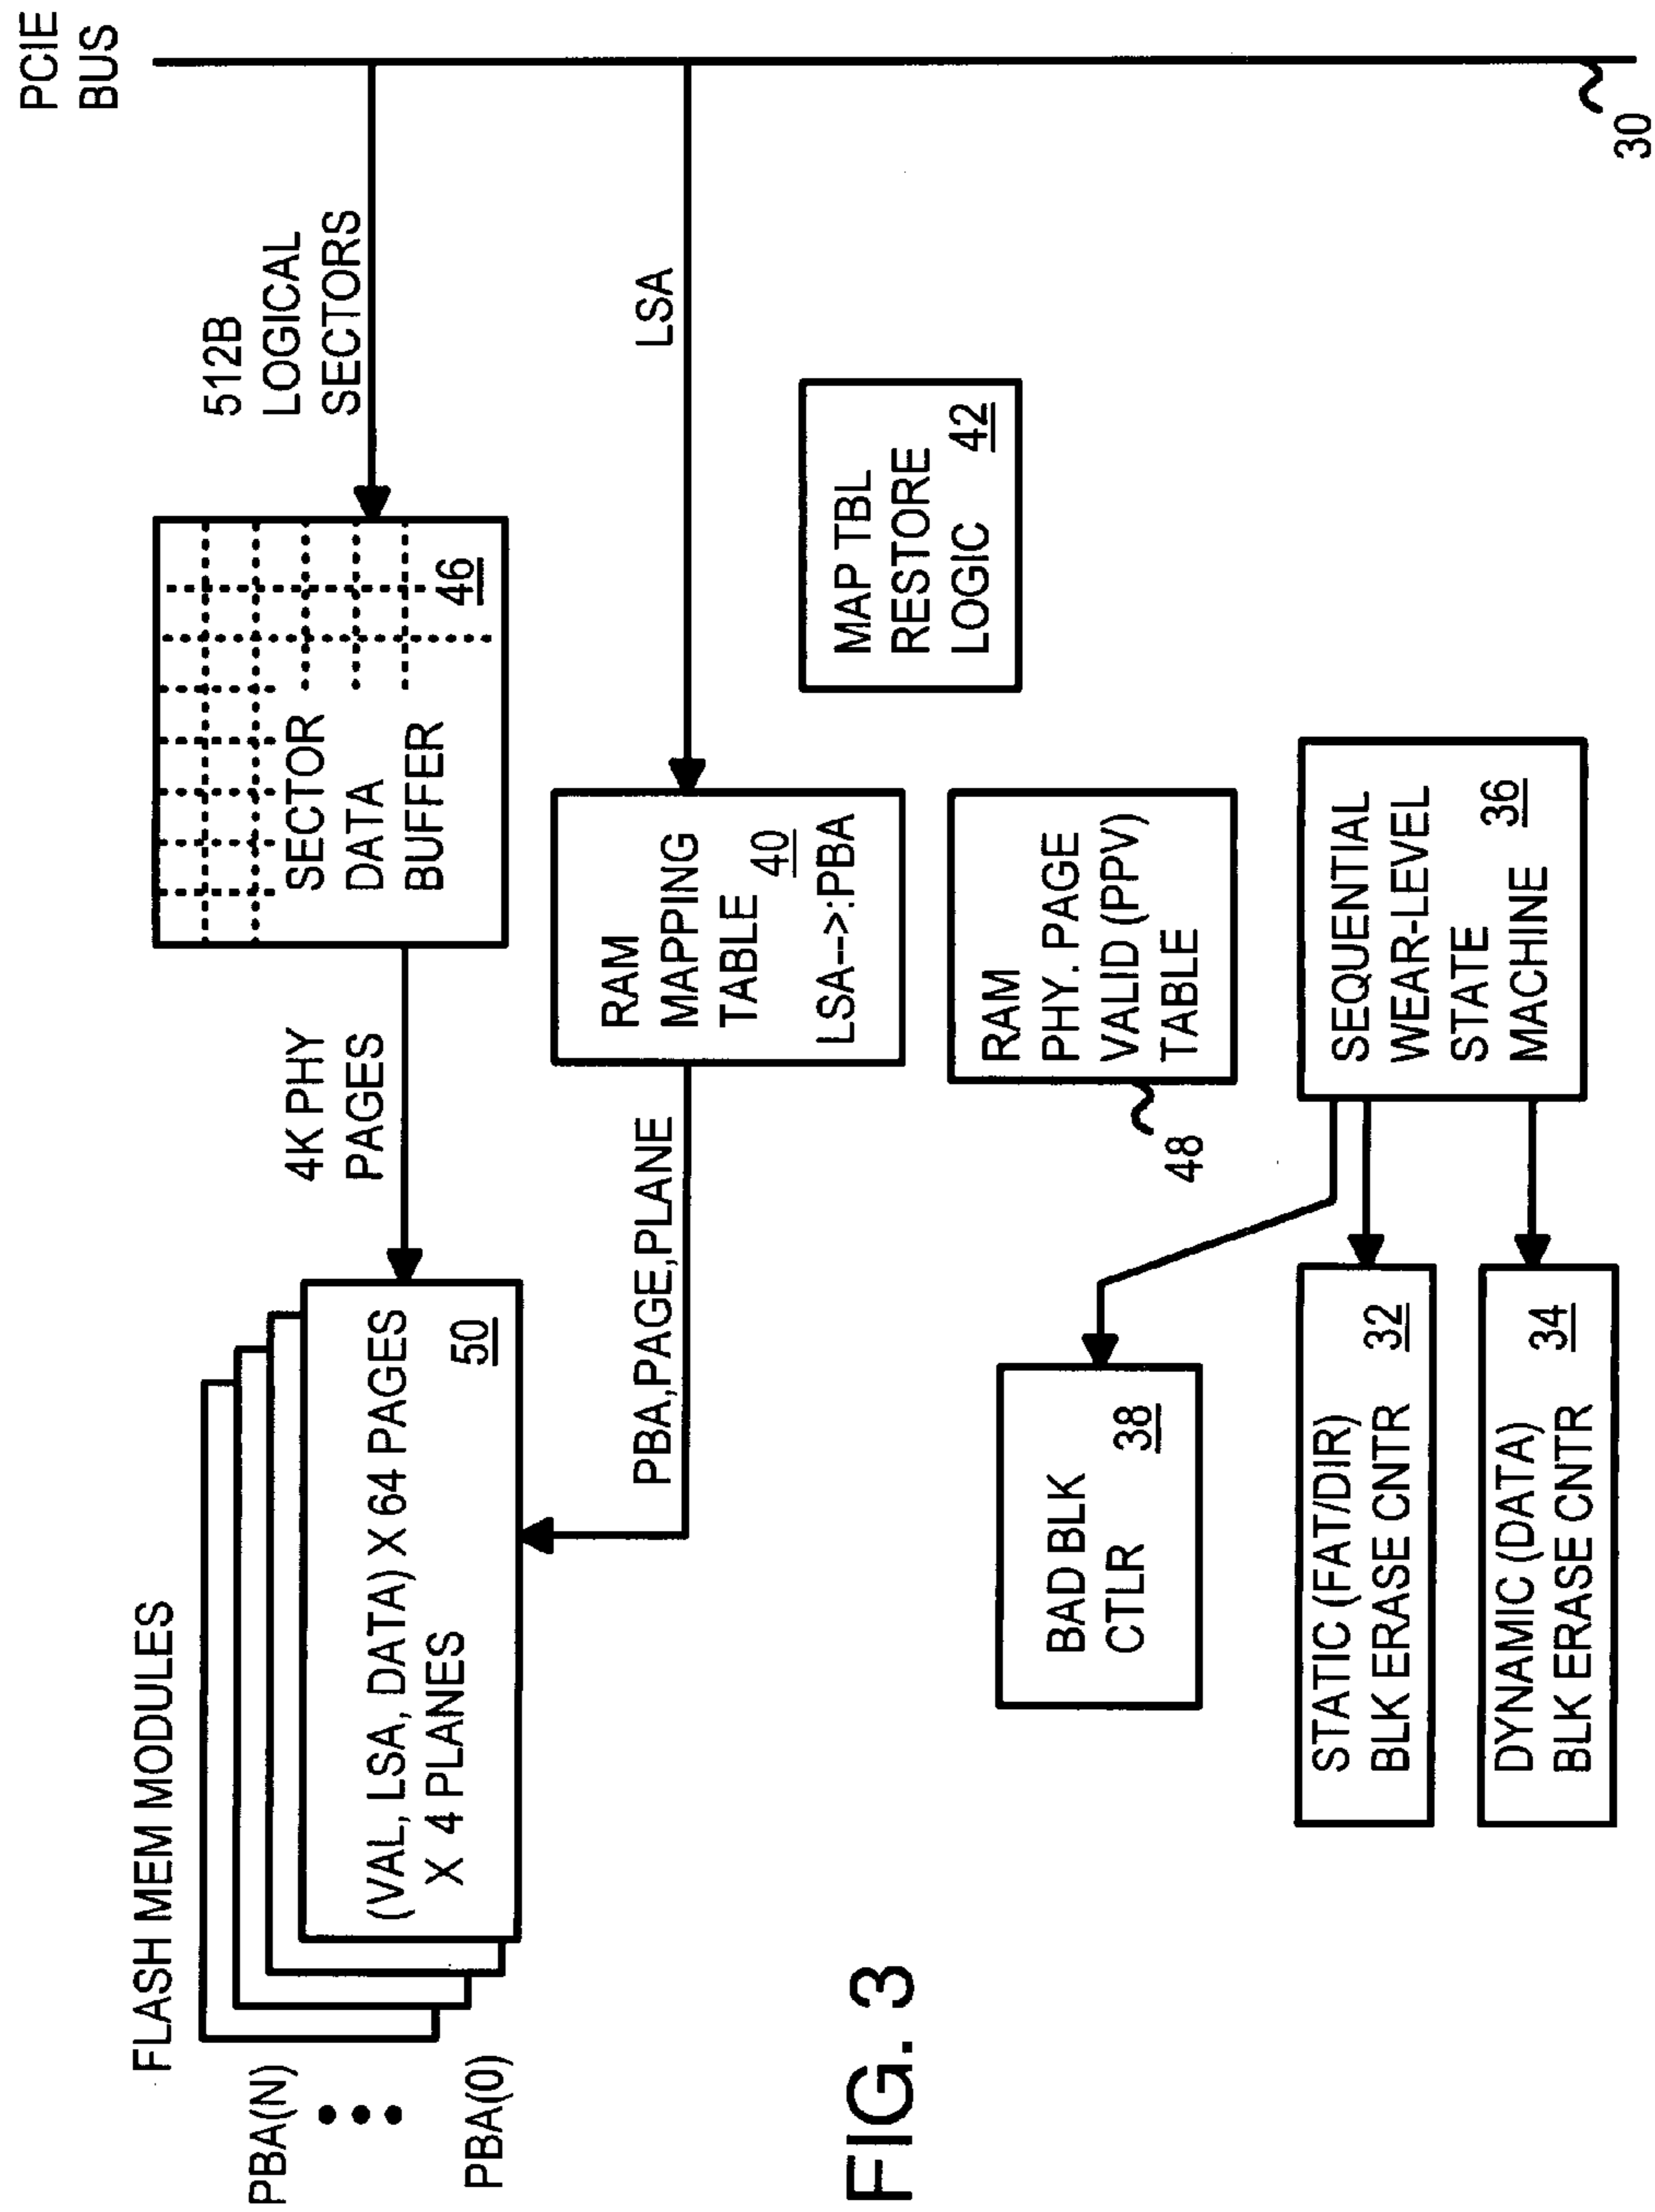 PCIE
BUS
30
512B
LOGICAL
SECTORS
LSA
SECTOR
DATA
BUFFER
46
MAP TBL
RESTORE
LOGIC 42
4K PHY
PAGES
RAM
MAPPING
TABLE 40
LSA-->:PBA
RAM
PHY. PAGE
VALID (PPV)
TABLE
48
SEQUENTIAL
WEAR-LEVEL
STATE
MACHINE 36
PBA,PAGE,PLANE
FLASH MEM MODULES
(VAL, LSA, DATA) X 64 PAGES
X 4 PLANES
50
PBA(N)
PBA(0)
BAD BLK
CTLR 38
STATIC (FAT/DIR)
BLK ERASE CNTR 32
DYNAMIC (DATA)
BLK ERASE CNTR 34
FIG. 3